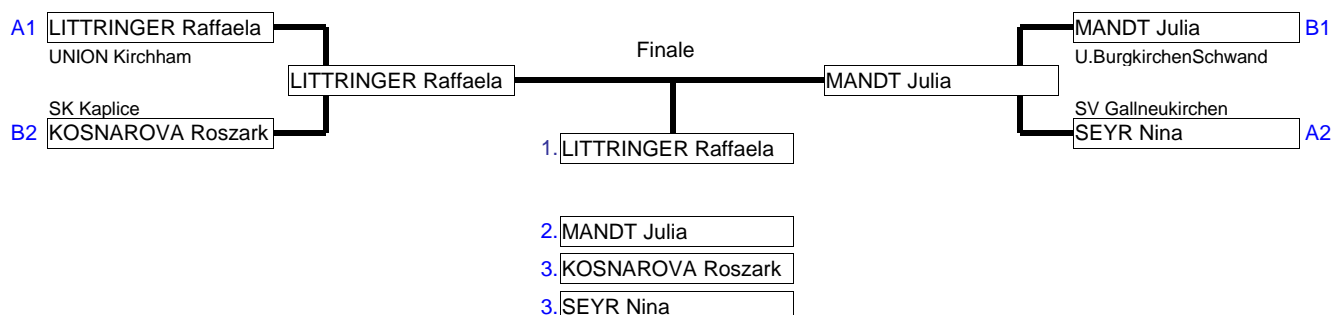 A1 LITTRINGER Raffaela
UNION Kirchham
LITTRINGER Raffaela
SK Kaplice
B2 KOSNAROVA Roszark
Finale
MANDT Julia B1
U.BurgkirchenSchwand
MANDT Julia
SV Gallneukirchen
SEYR Nina A2
1. LITTRINGER Raffaela
2. MANDT Julia
3. KOSNAROVA Roszark
3. SEYR Nina